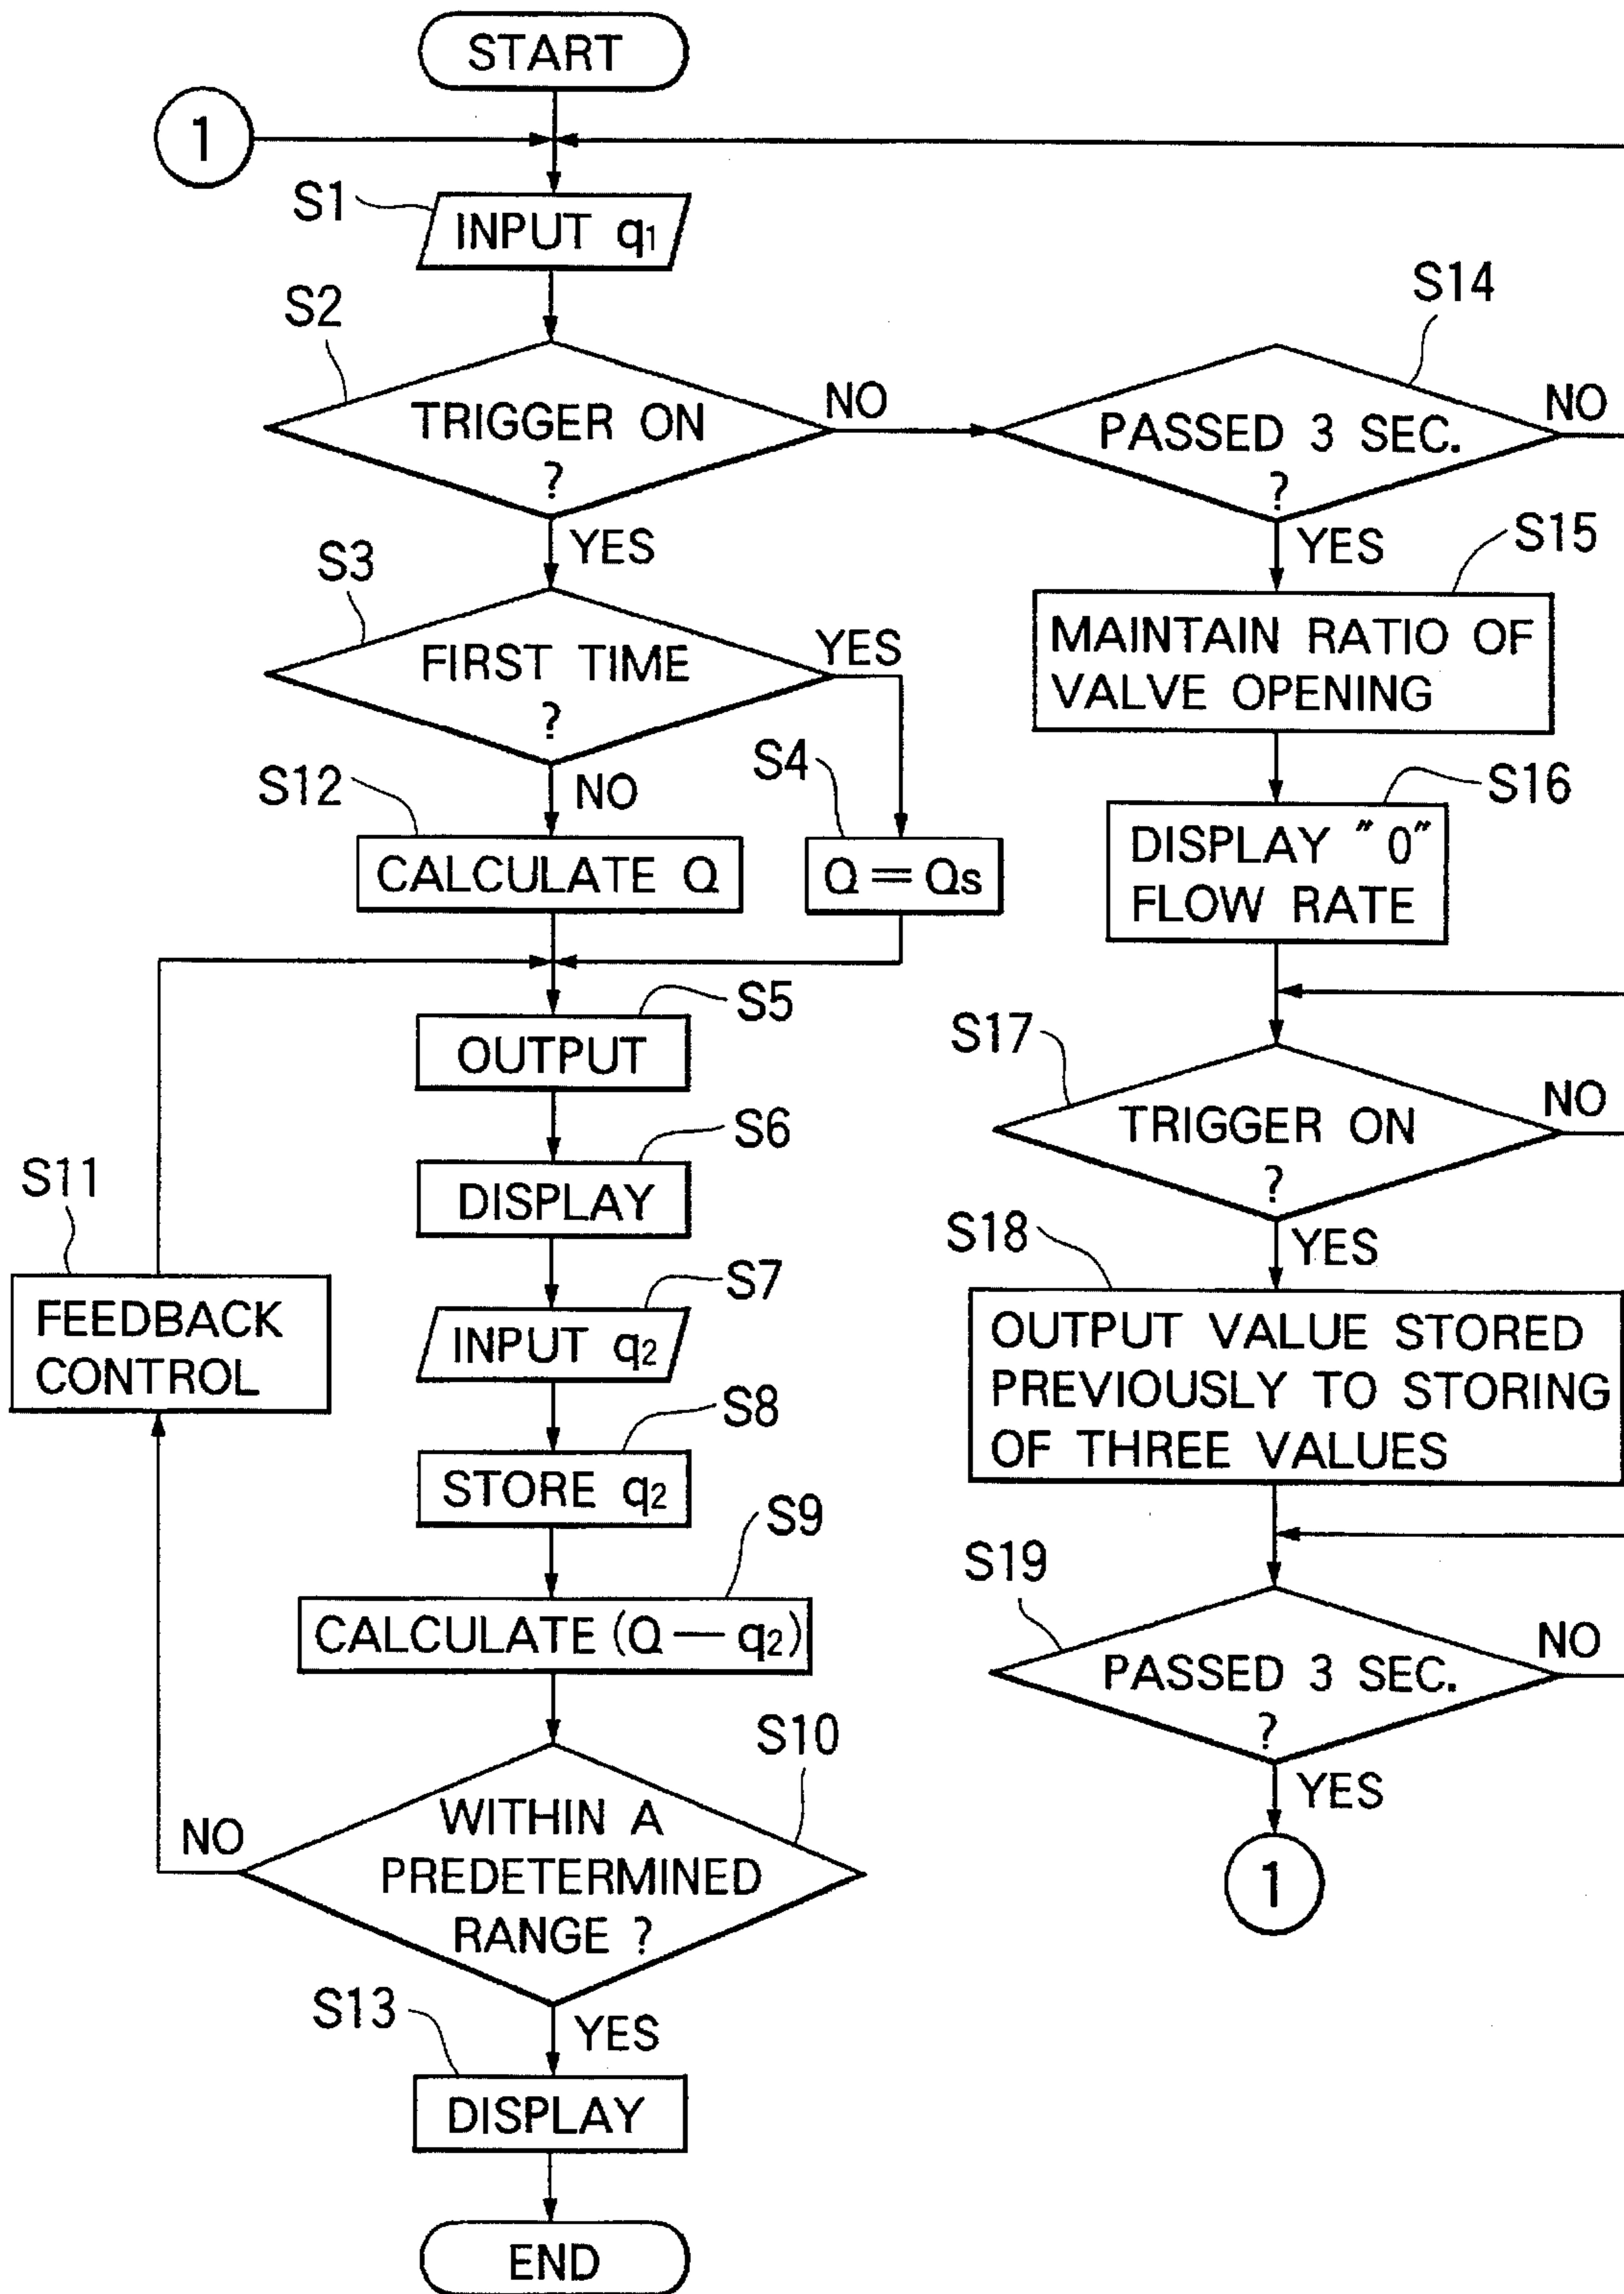 START
1
S1
INPUT q₁
S2
TRIGGER ON
?
NO
YES
S3
FIRST TIME
?
YES
NO
S12
CALCULATE Q
S4
Q = Qs
S5
OUTPUT
S6
DISPLAY
S7
INPUT q₂
S8
STORE q₂
S9
CALCULATE (Q — q₂)
S10
WITHIN A
PREDETERMINED
RANGE ?
NO
S11
FEEDBACK
CONTROL
YES
S13
DISPLAY
END
S14
PASSED 3 SEC.
?
NO
YES
S15
MAINTAIN RATIO OF
VALVE OPENING
S16
DISPLAY "0"
FLOW RATE
S17
TRIGGER ON
?
NO
YES
S18
OUTPUT VALUE STORED
PREVIOUSLY TO STORING
OF THREE VALUES
S19
PASSED 3 SEC.
?
NO
YES
1